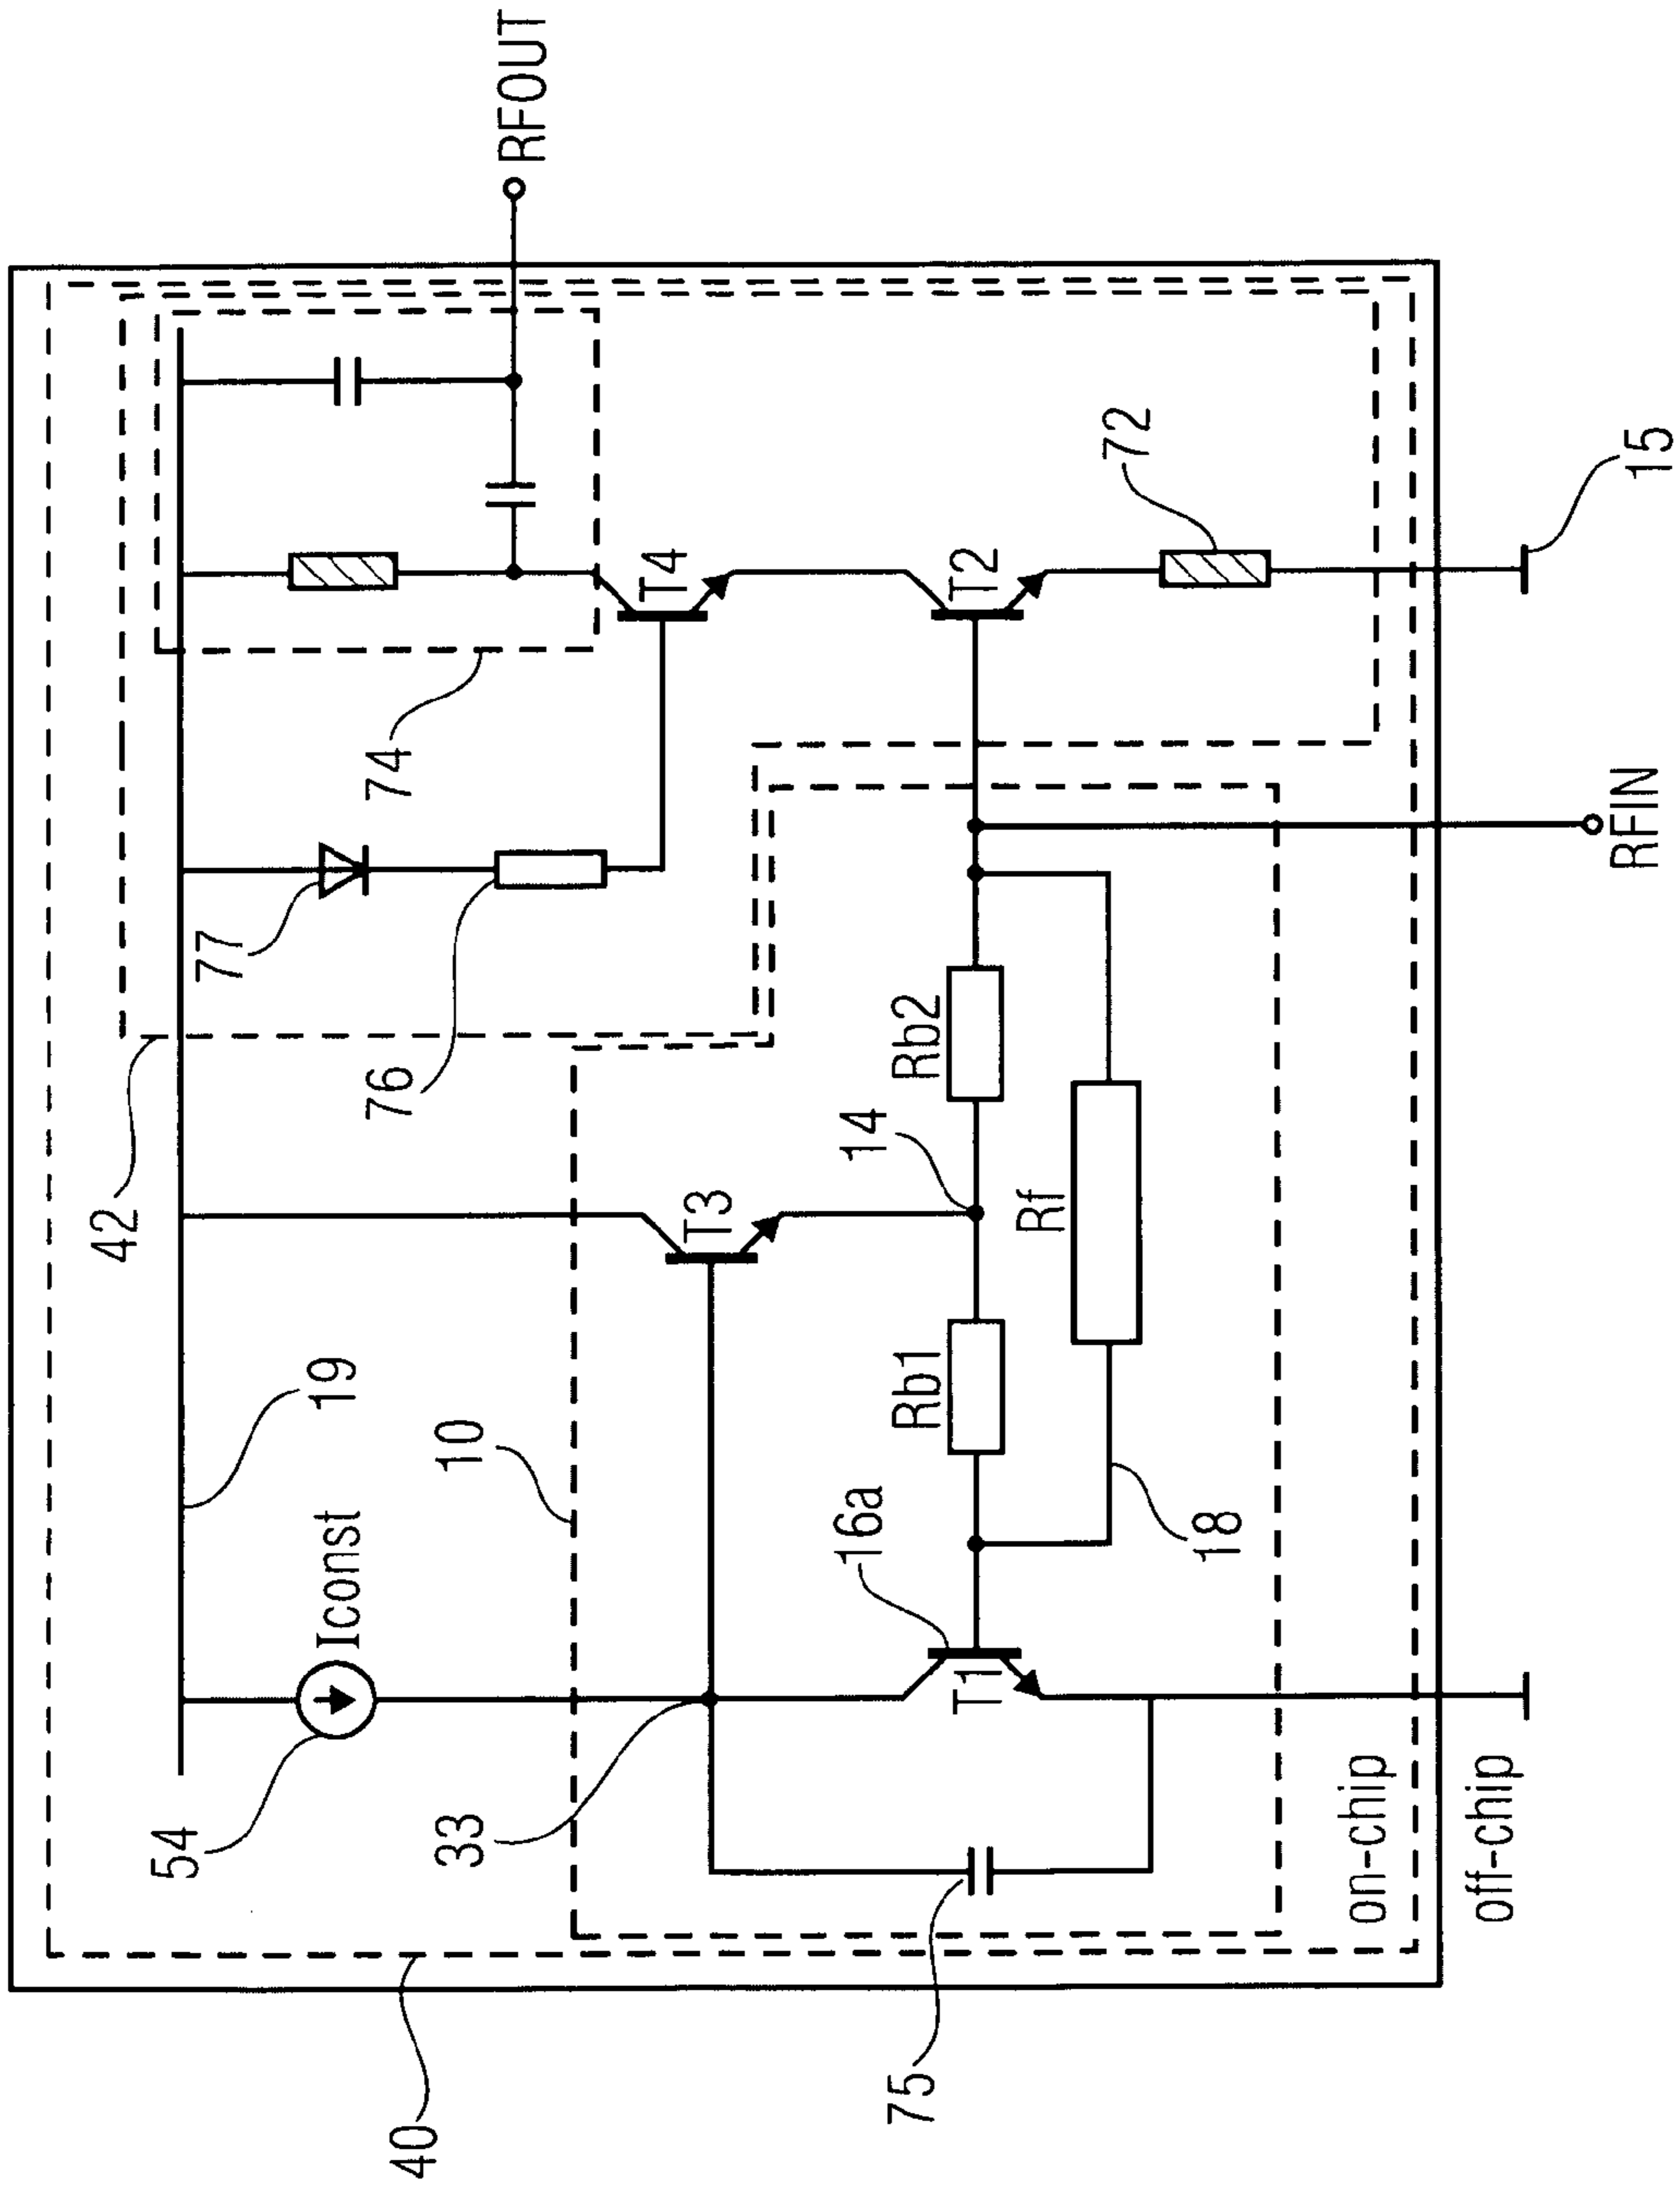 40
54
Iconst
19
42
77
76
74
RFOUT
33
10
T3
T4
75
16a
T1
Rb1
14
Rb2
T2
72
18
Rf
on-chip
off-chip
RFIN
15